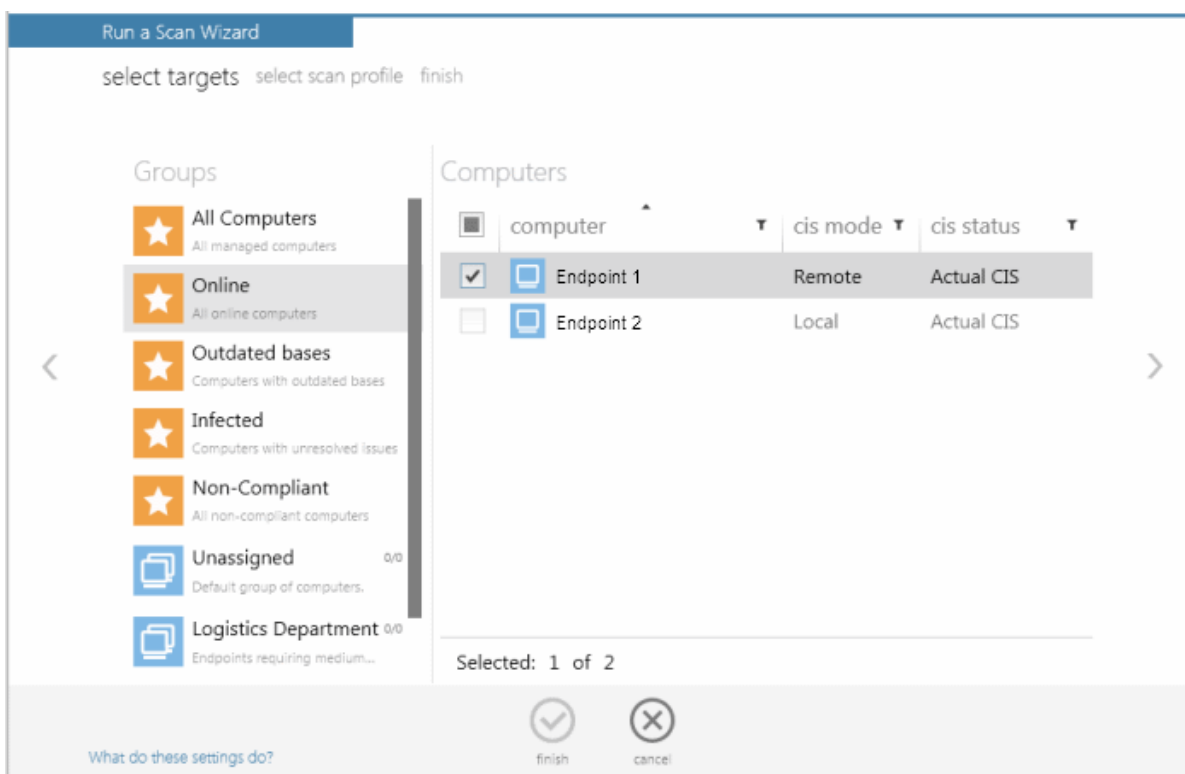 Run a Scan Wizard
select targets select scan profile finish
Groups
All Computers
All managed computers
Online
All online computers
Outdated bases
Computers with outdated bases
Infected
Computers with unresolved issues
Non-Compliant
All non-compliant computers
Unassigned 0/0
Default group of computers.
Logistics Department 0/0
Endpoints requiring medium...
Computers
computer cis mode cis status
Endpoint 1 Remote Actual CIS
Endpoint 2 Local Actual CIS
Selected: 1 of 2
What do these settings do?
finish cancel